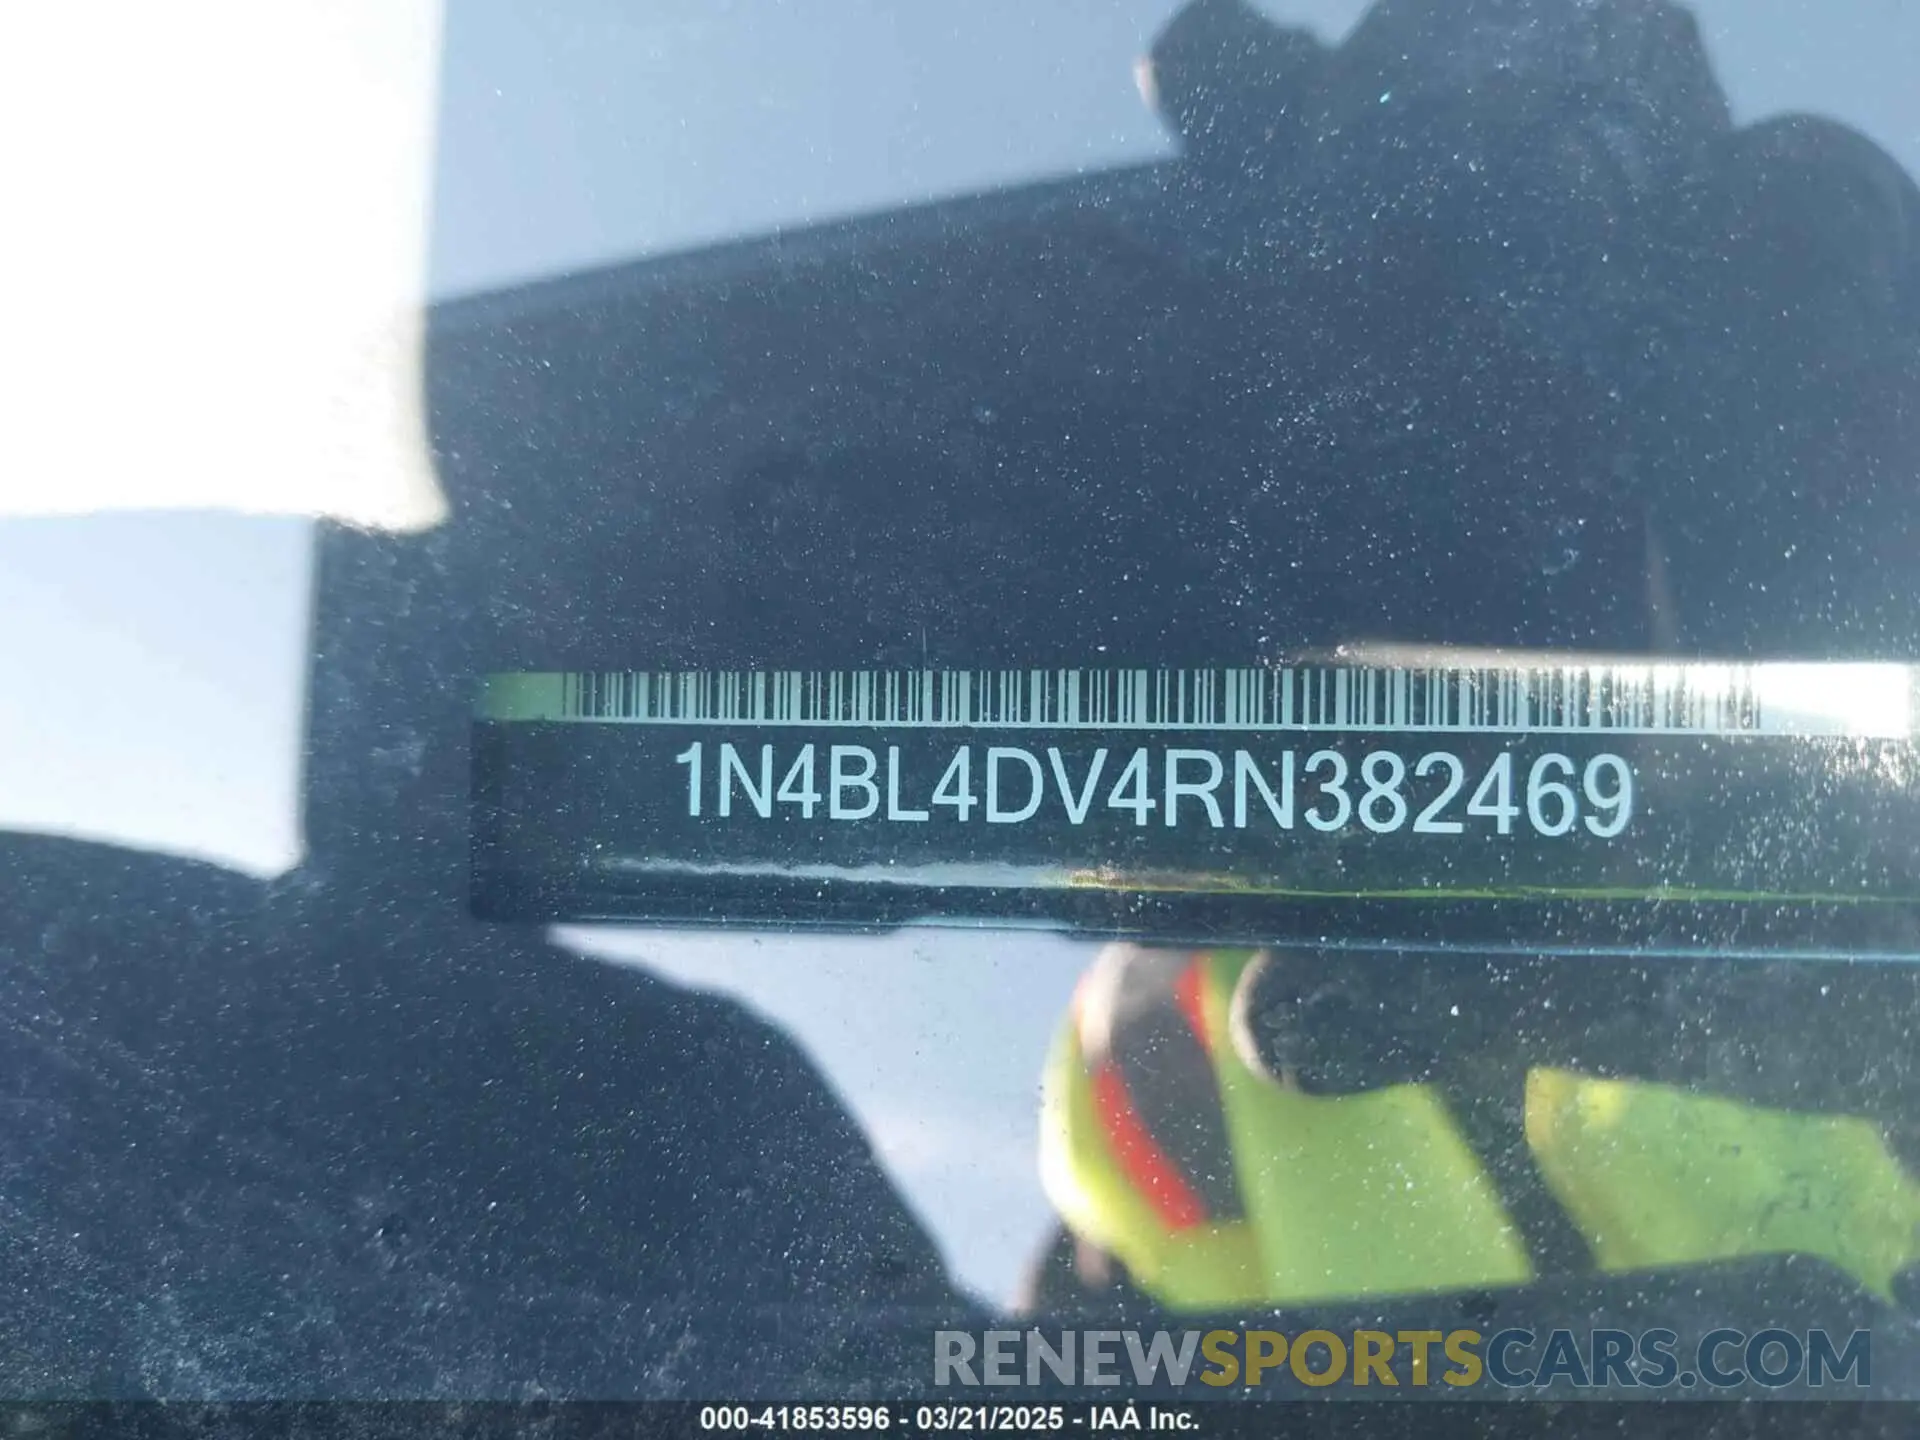 1N4BL4DV4RN382469
RENEWSPORTSCARS.COM
000-41853596 - 03/21/2025 - IAA Inc.